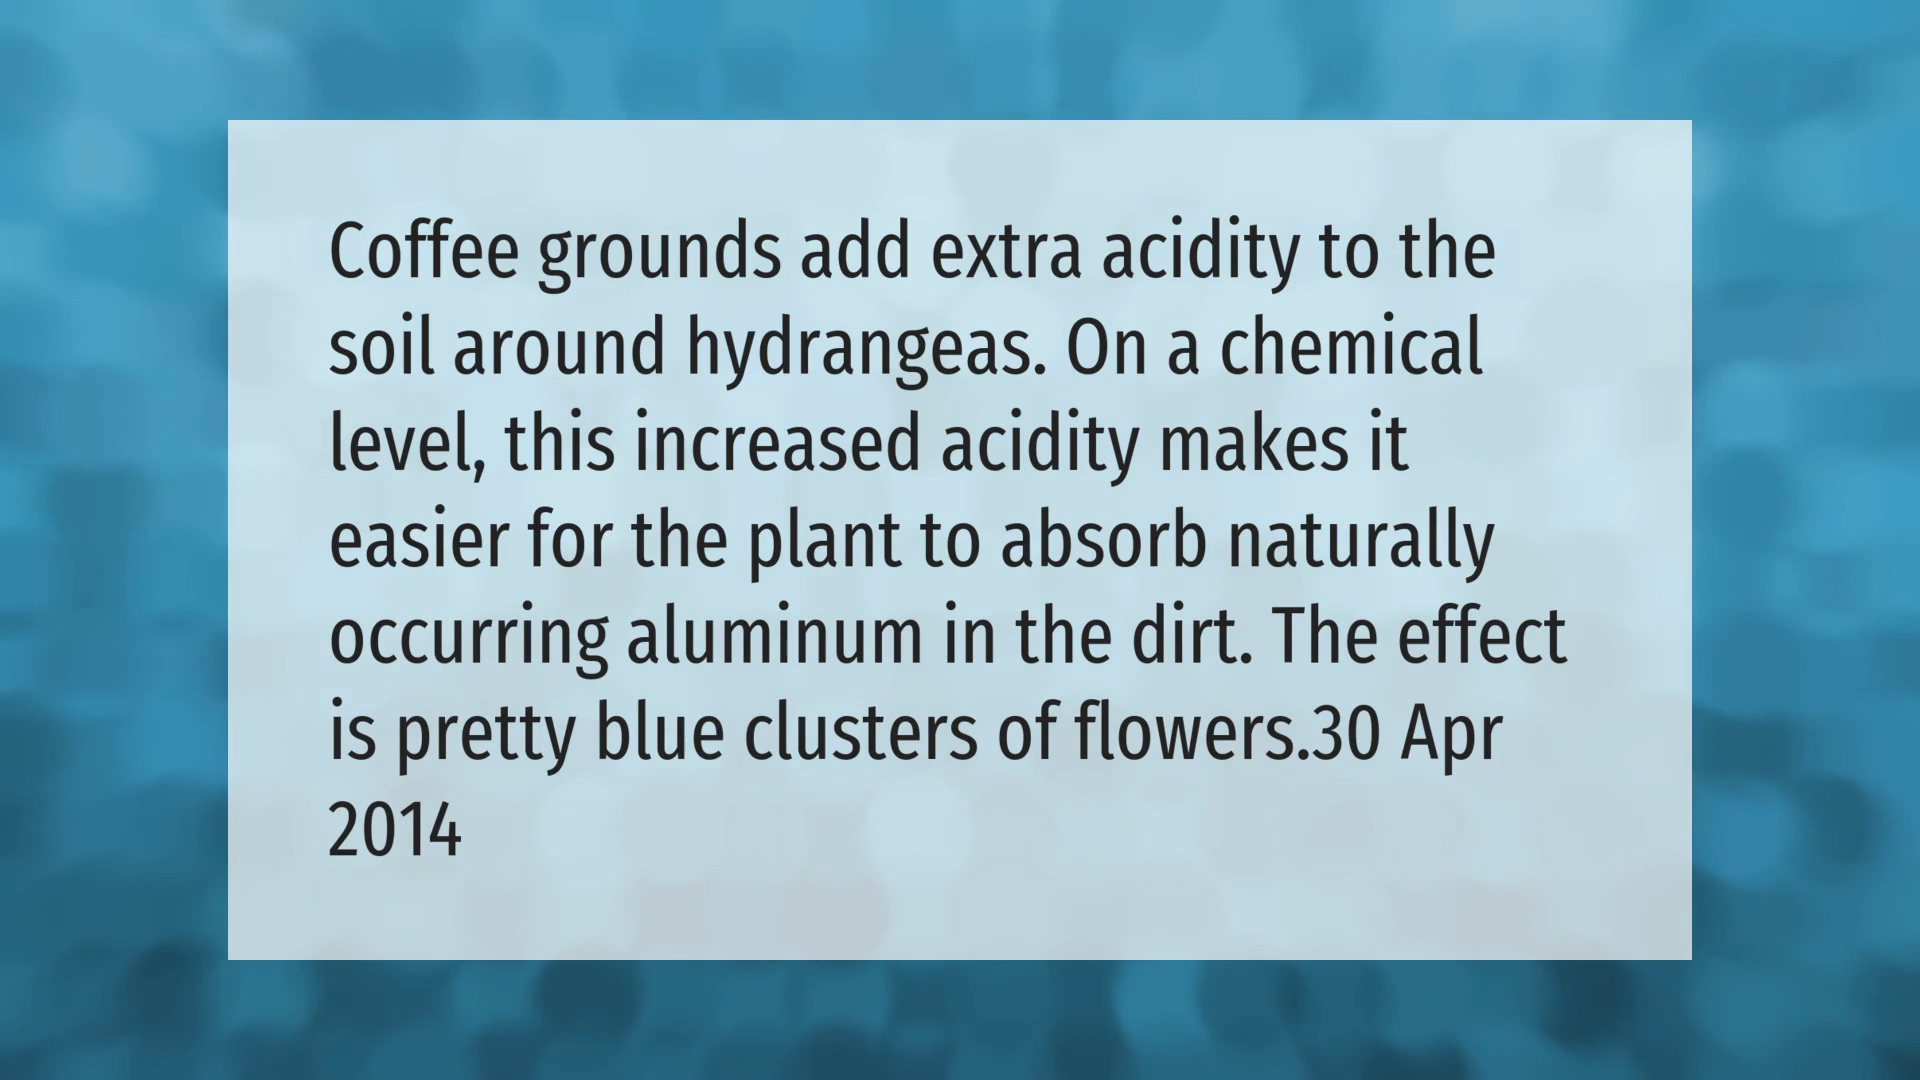 Coffee grounds add extra acidity to the
soil around hydrangeas. On a chemical
level, this increased acidity makes it
easier for the plant to absorb naturally
occurring aluminum in the dirt. The effect
is pretty blue clusters of flowers.30 Apr
2014